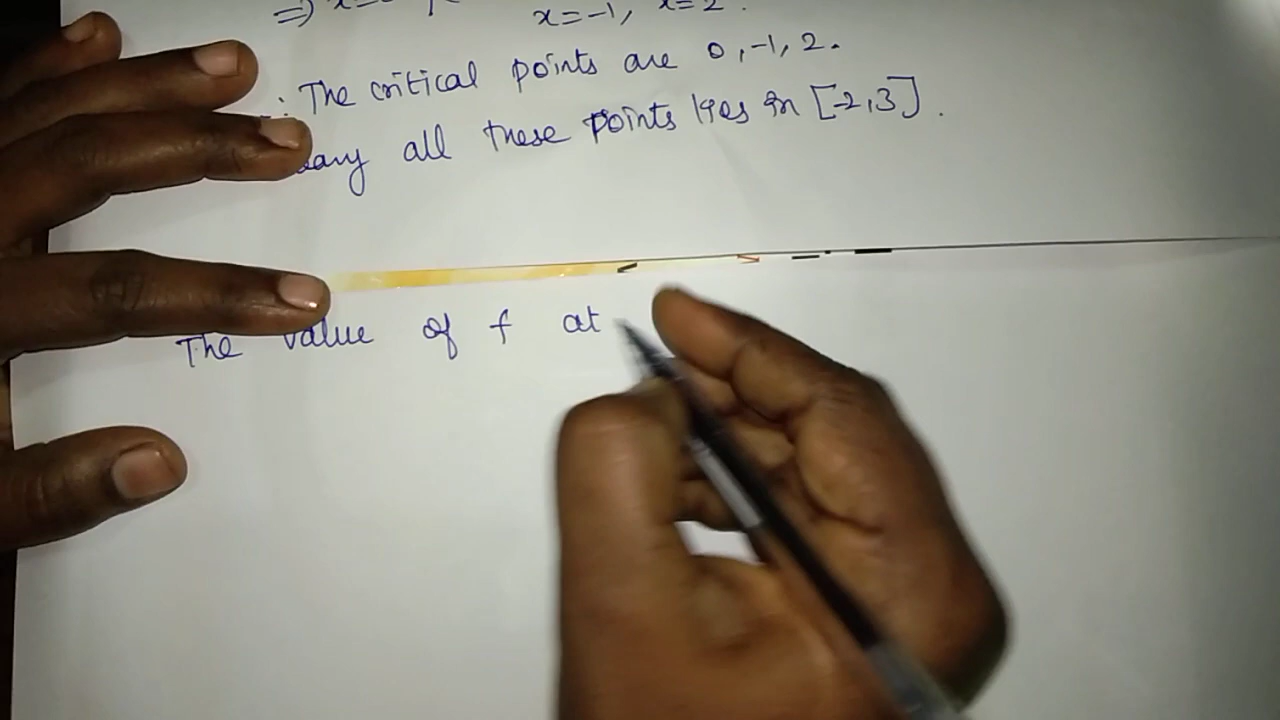 x=-1, x=2.
∴ The critical points are 0,-1,2.
all these points lies in [-2,3].
The value of f at